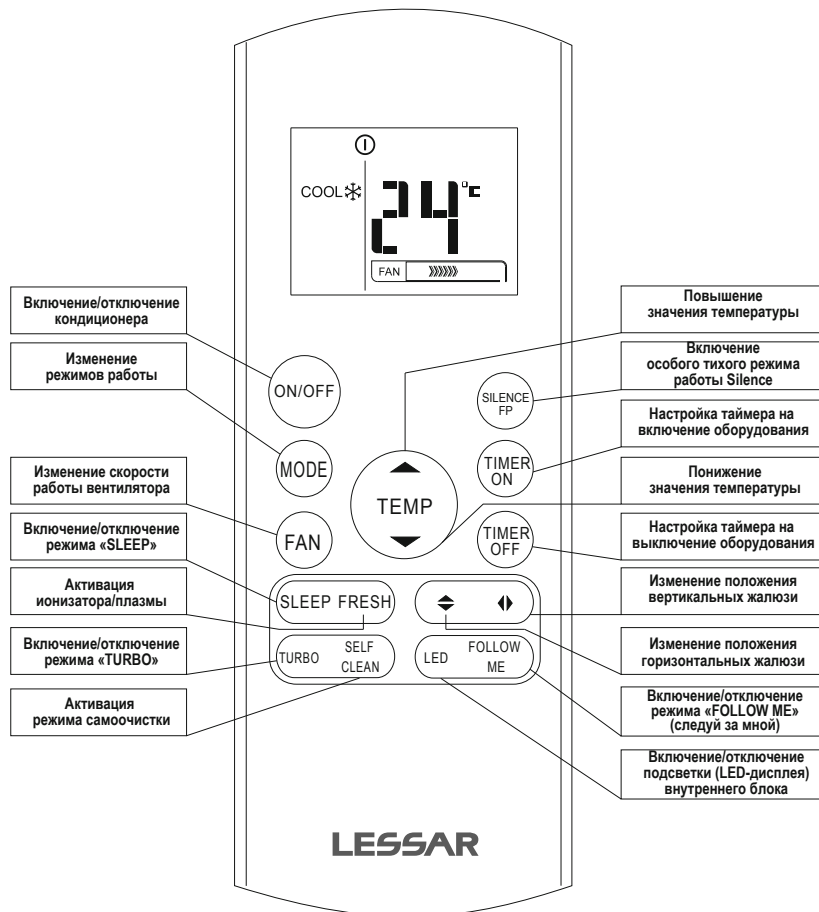 COOL
24°C
FAN
Включение/отключение
кондиционера
Изменение
режимов работы
Изменение скорости
работы вентилятора
Включение/отключение
режима «SLEEP»
Активация
ионизатора/плазмы
Включение/отключение
режима «TURBO»
Активация
режима самоочистки
ON/OFF
MODE
FAN
TEMP
SILENCE
FP
TIMER
ON
TIMER
OFF
SLEEP FRESH
TURBO
SELF
CLEAN
LED
FOLLOW
ME
LESSAR
Повышение
значения температуры
Включение
особого тихого режима
работы Silence
Настройка таймера на
включение оборудования
Понижение
значения температуры
Настройка таймера на
выключение оборудования
Изменение положения
вертикальных жалюзи
Изменение положения
горизонтальных жалюзи
Включение/отключение
режима «FOLLOW ME»
(следуй за мной)
Включение/отключение
подсветки (LED-дисплея)
внутреннего блока